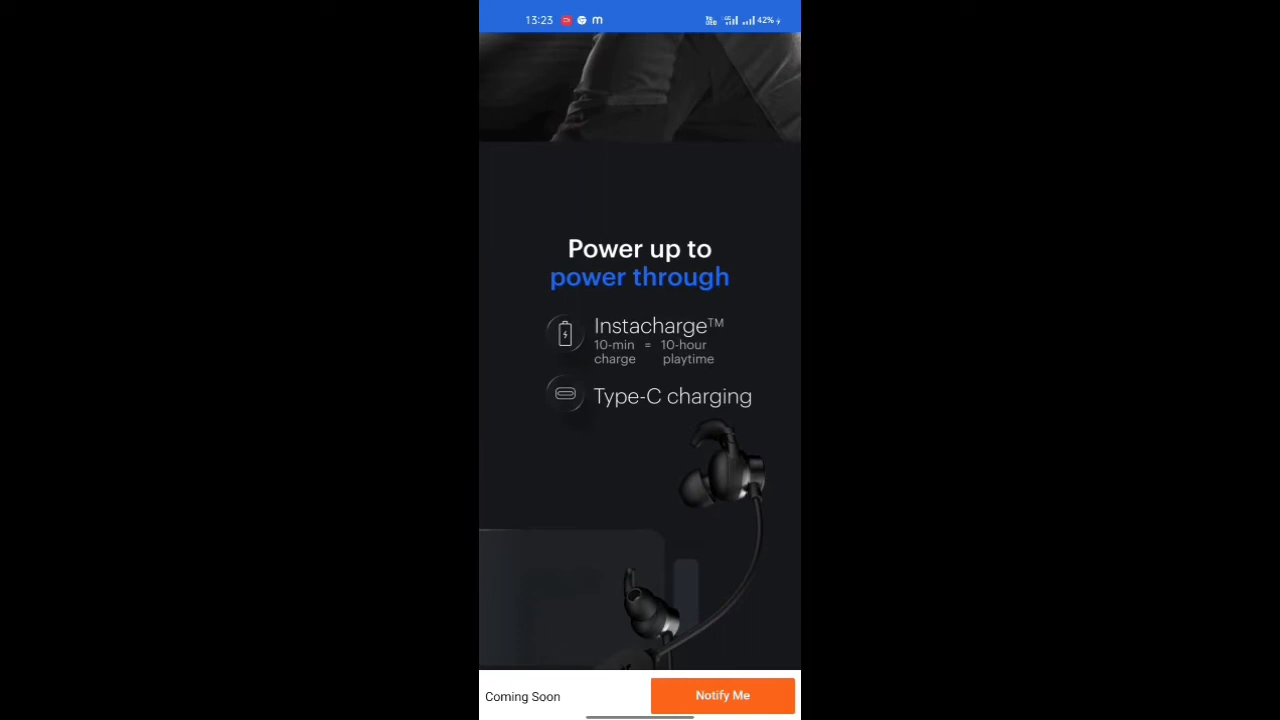 13:23
42%
Power up to
power through
Instacharge™
10-min = 10-hour
charge playtime
Type-C charging
Coming Soon
Notify Me